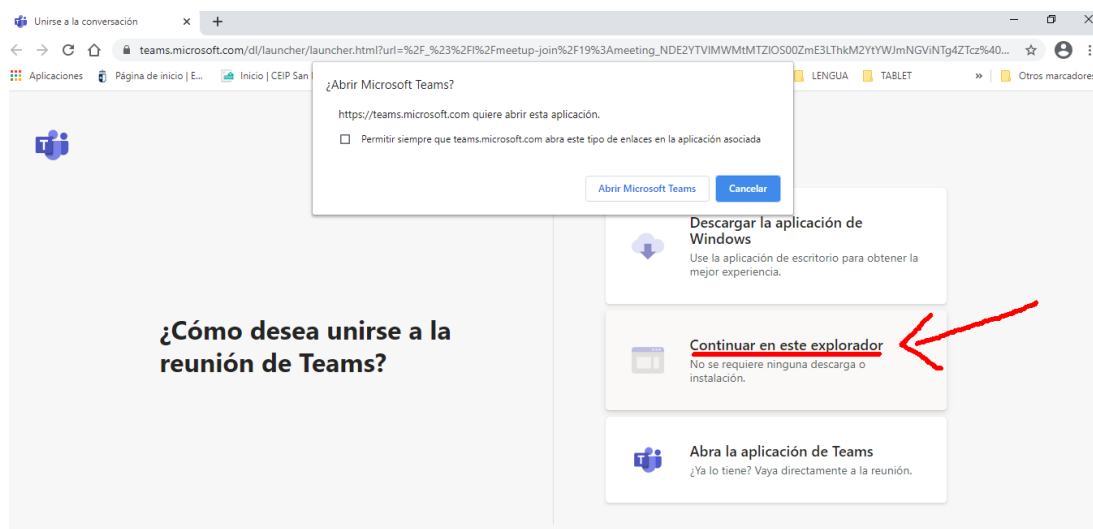 Unirse a la conversación
teams.microsoft.com/dl/launcher/launcher.html?url=%2F_%23%2Fl%2Fmeetup-join%2F19%3Ameeting_NDE2YTVlMWMtMTZlOS00ZmE3LThkM2YtYWJmNGViNTg4ZTcz%40...
Aplicaciones Página de inicio | E... Inicio | CEIP San LENGUA TABLET » Otros marcadores
¿Abrir Microsoft Teams?
https://teams.microsoft.com quiere abrir esta aplicación.
Permitir siempre que teams.microsoft.com abra este tipo de enlaces en la aplicación asociada
Abrir Microsoft Teams Cancelar
Descargar la aplicación de
Windows
Use la aplicación de escritorio para obtener la
mejor experiencia.
¿Cómo desea unirse a la
reunión de Teams?
Continuar en este explorador
No se requiere ninguna descarga o
instalación.
Abra la aplicación de Teams
¿Ya lo tiene? Vaya directamente a la reunión.